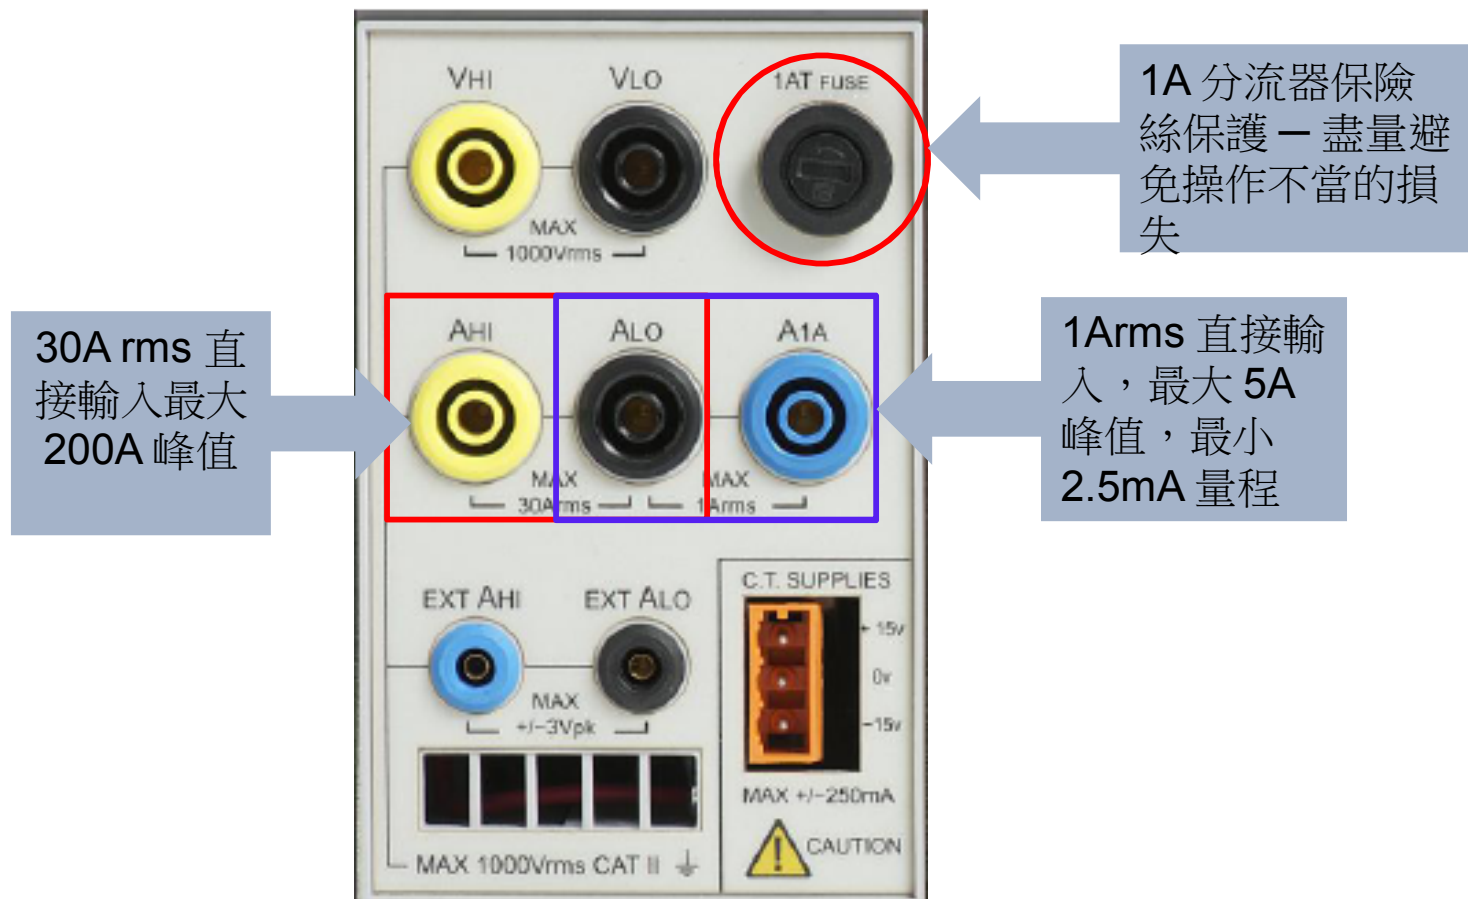 VHI
VLO
1AT FUSE
MAX
1000Vrms
1A 分流器保險
絲保護 – 盡量避
免操作不當的損
失
30A rms 直
接輸入最大
200A 峰值
AHI
ALO
A1A
MAX
30Arms
MAX
1Arms
1Arms 直接輸
入，最大 5A
峰值，最小
2.5mA 量程
EXT AHI
EXT ALO
MAX
+/-3Vpk
C.T. SUPPLIES
+ 15v
0v
-15v
MAX +/-250mA
CAUTION
MAX 1000Vrms CAT II